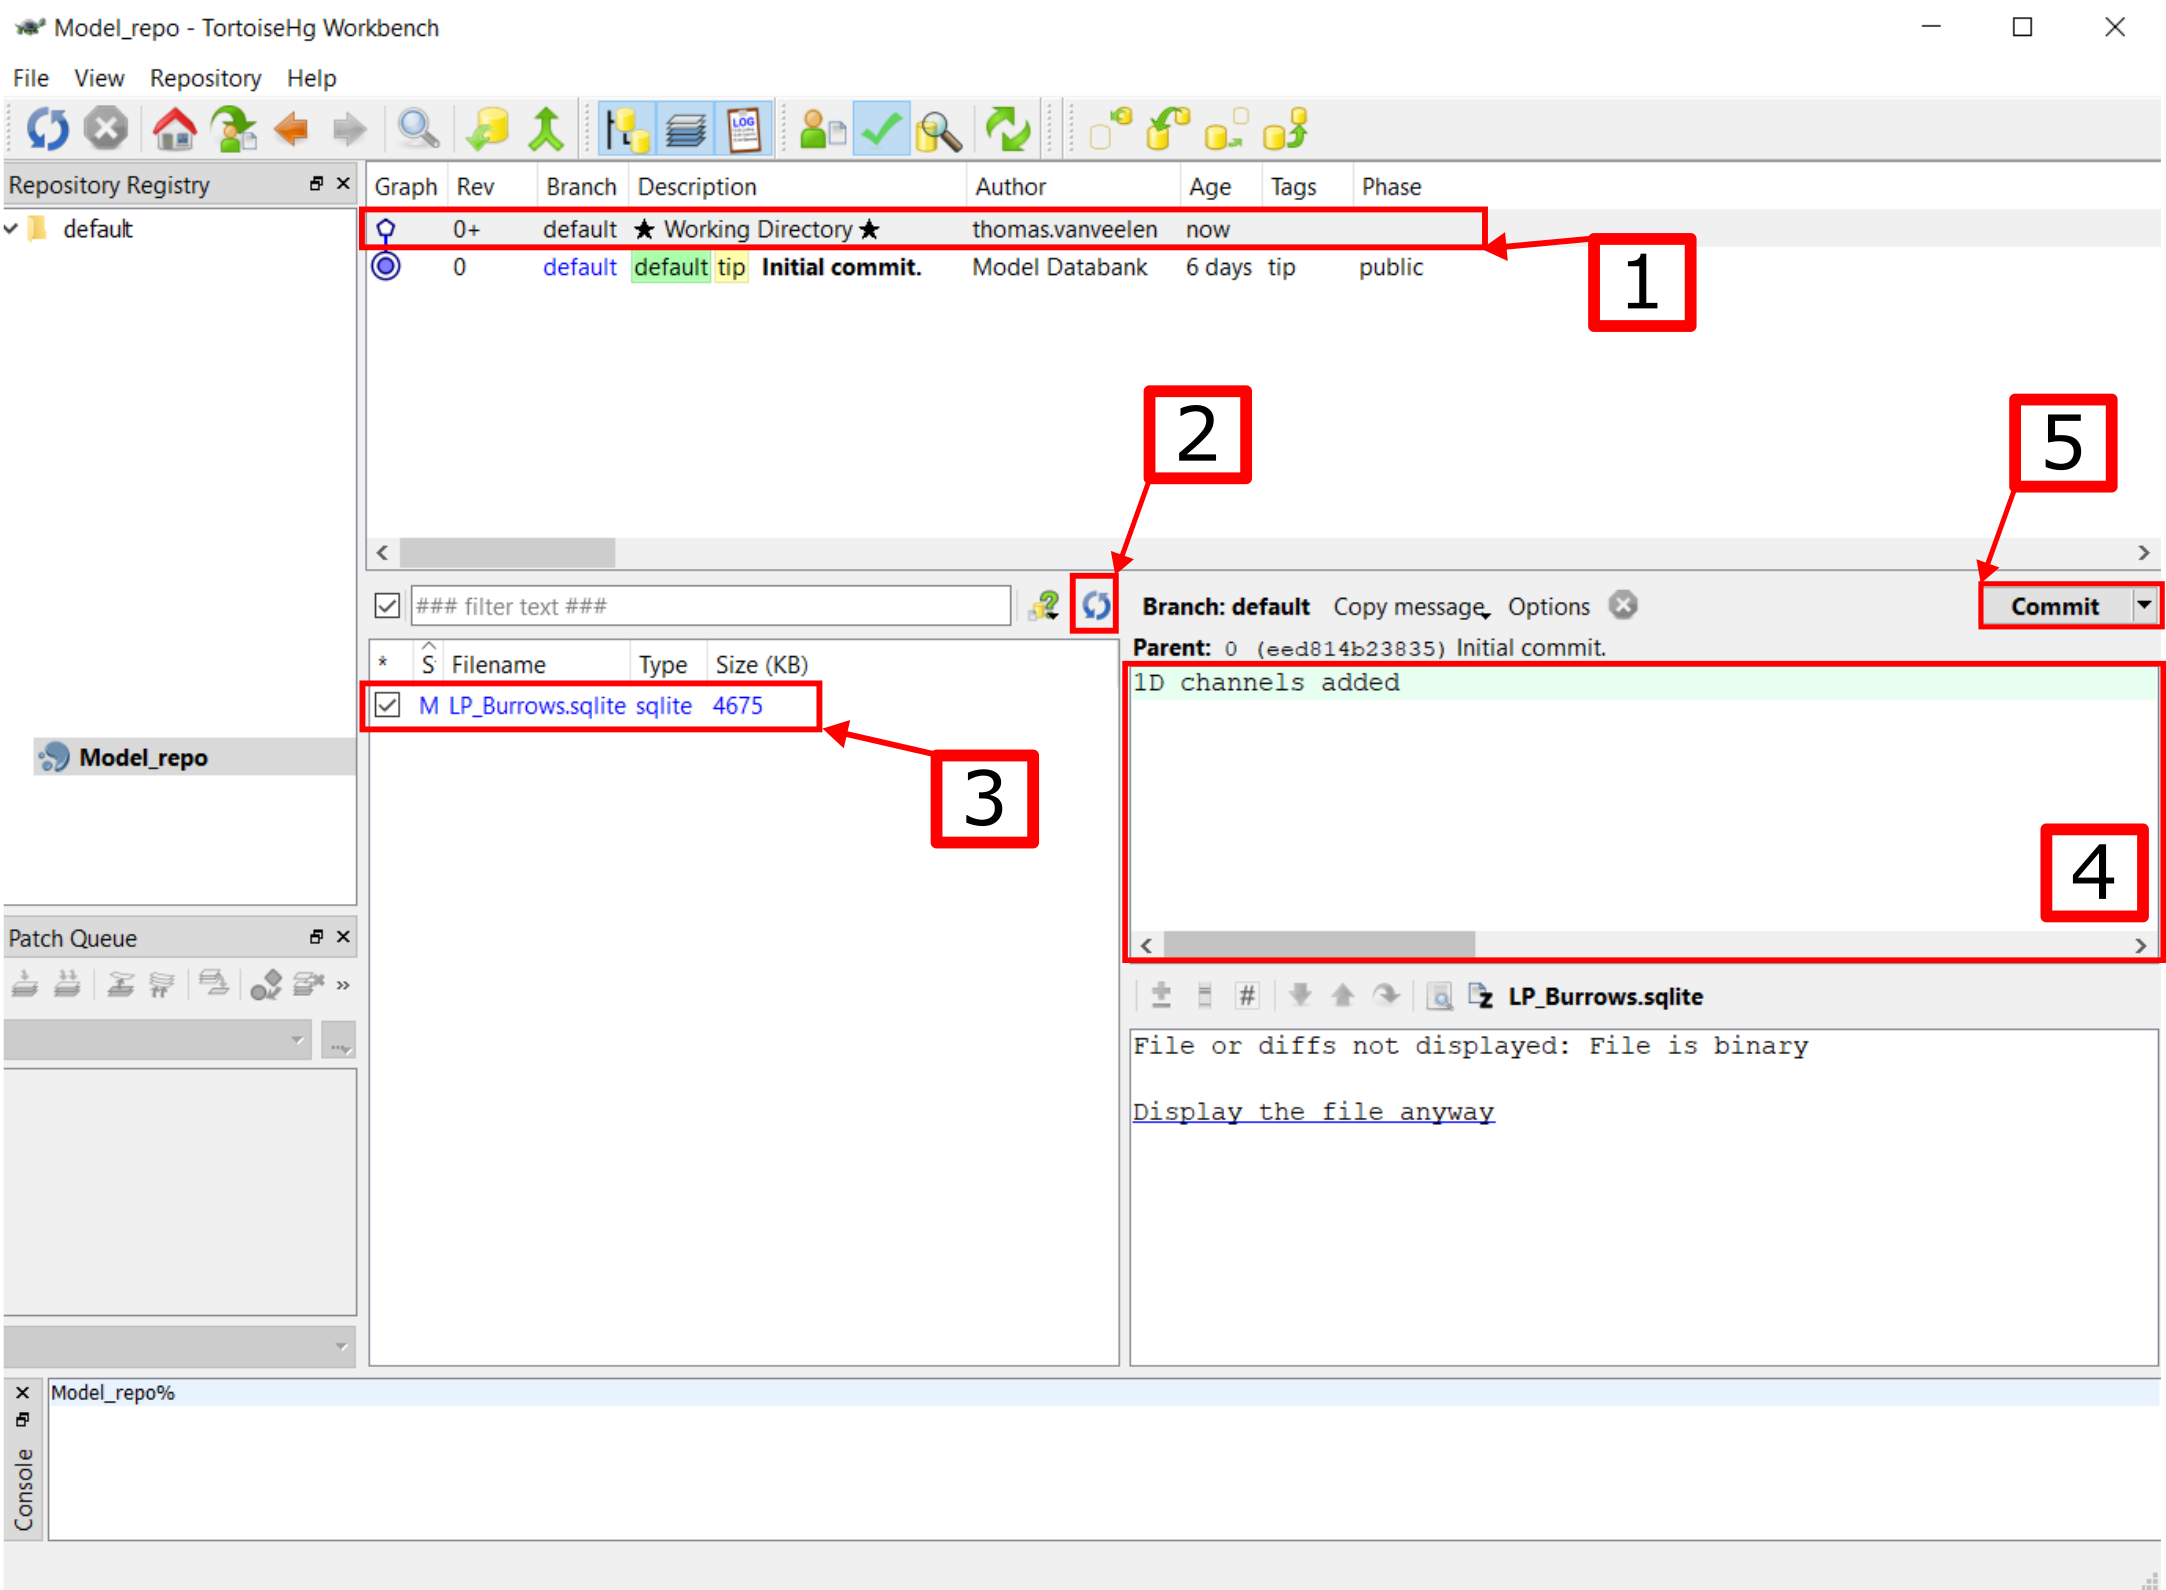 Model_repo - TortoiseHg Workbench
File View Repository Help
LOG
Repository Registry
Graph Rev Branch Description Author Age Tags Phase
default
0+ default ★ Working Directory ★ thomas.vanveelen now
0 default default tip Initial commit. Model Databank 6 days tip public
1
2
5
### filter text ###
Branch: default Copy message Options Commit
Parent: 0 (eed814b23835) Initial commit.
* S Filename Type Size (KB)
1D channels added
M LP_Burrows.sqlite sqlite 4675
Model_repo
3
4
Patch Queue
»
...
# LP_Burrows.sqlite
File or diffs not displayed: File is binary
Display the file anyway
Model_repo%
Console